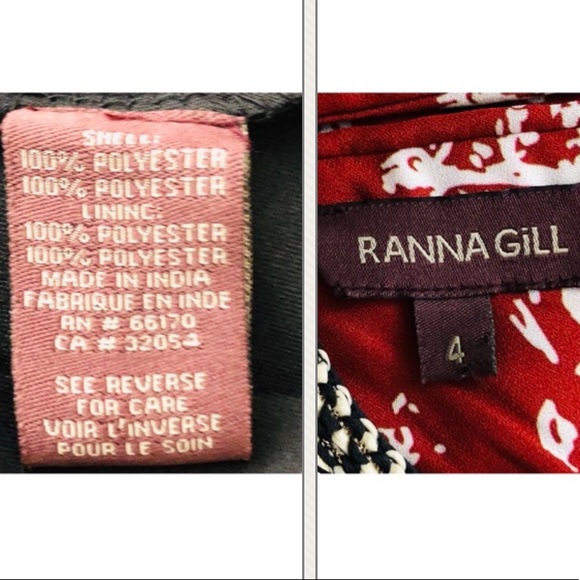 SHELL:
100% POLYESTER
100% POLYESTER
LINING:
100% POLYESTER
100% POLYESTER
MADE IN INDIA
FABRIQUE EN INDE
RN # 66170
CA # 32054
SEE REVERSE
FOR CARE
VOIR L'INVERSE
POUR LE SOIN
RANNA GiLL
4